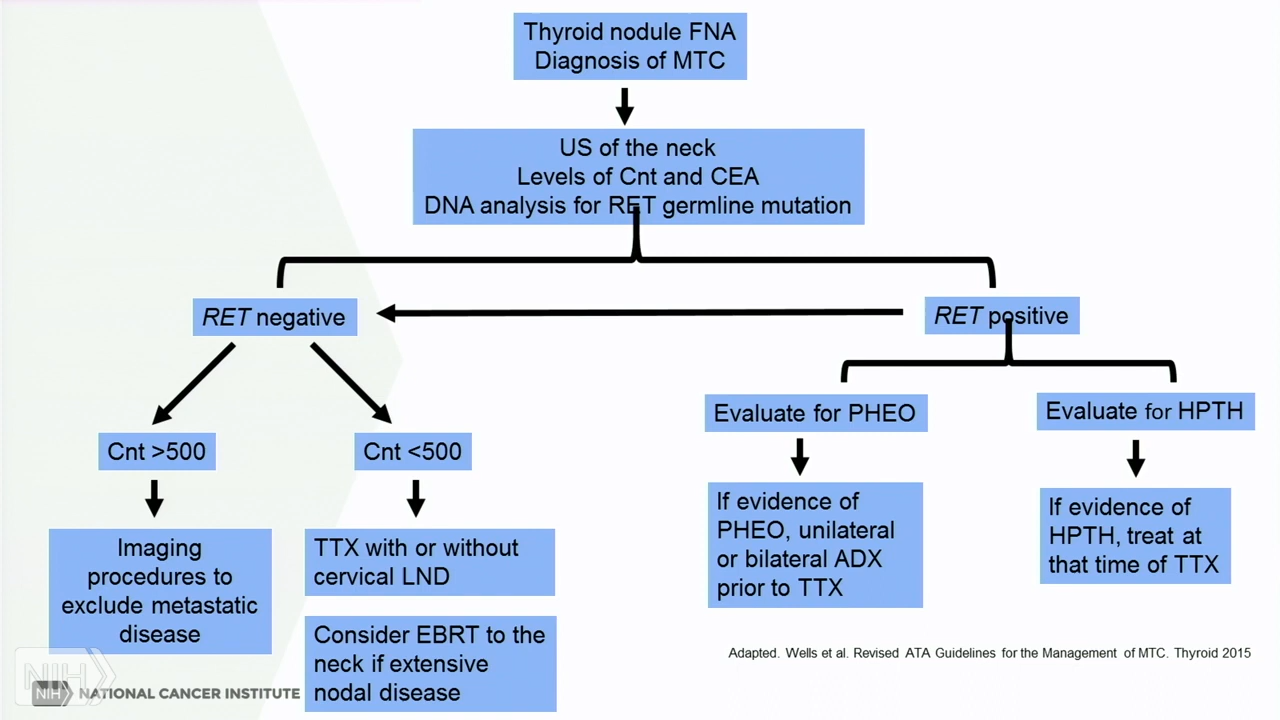 Thyroid nodule FNA
Diagnosis of MTC
US of the neck
Levels of Cnt and CEA
DNA analysis for RET germline mutation
RET negative
RET positive
Cnt >500
Cnt <500
Evaluate for PHEO
Evaluate for HPTH
Imaging
procedures to
exclude metastatic
disease
TTX with or without
cervical LND
Consider EBRT to the
neck if extensive
nodal disease
If evidence of
PHEO, unilateral
or bilateral ADX
prior to TTX
If evidence of
HPTH, treat at
that time of TTX
Adapted. Wells et al. Revised ATA Guidelines for the Management of MTC. Thyroid 2015
NIH
NIH NATIONAL CANCER INSTITUTE